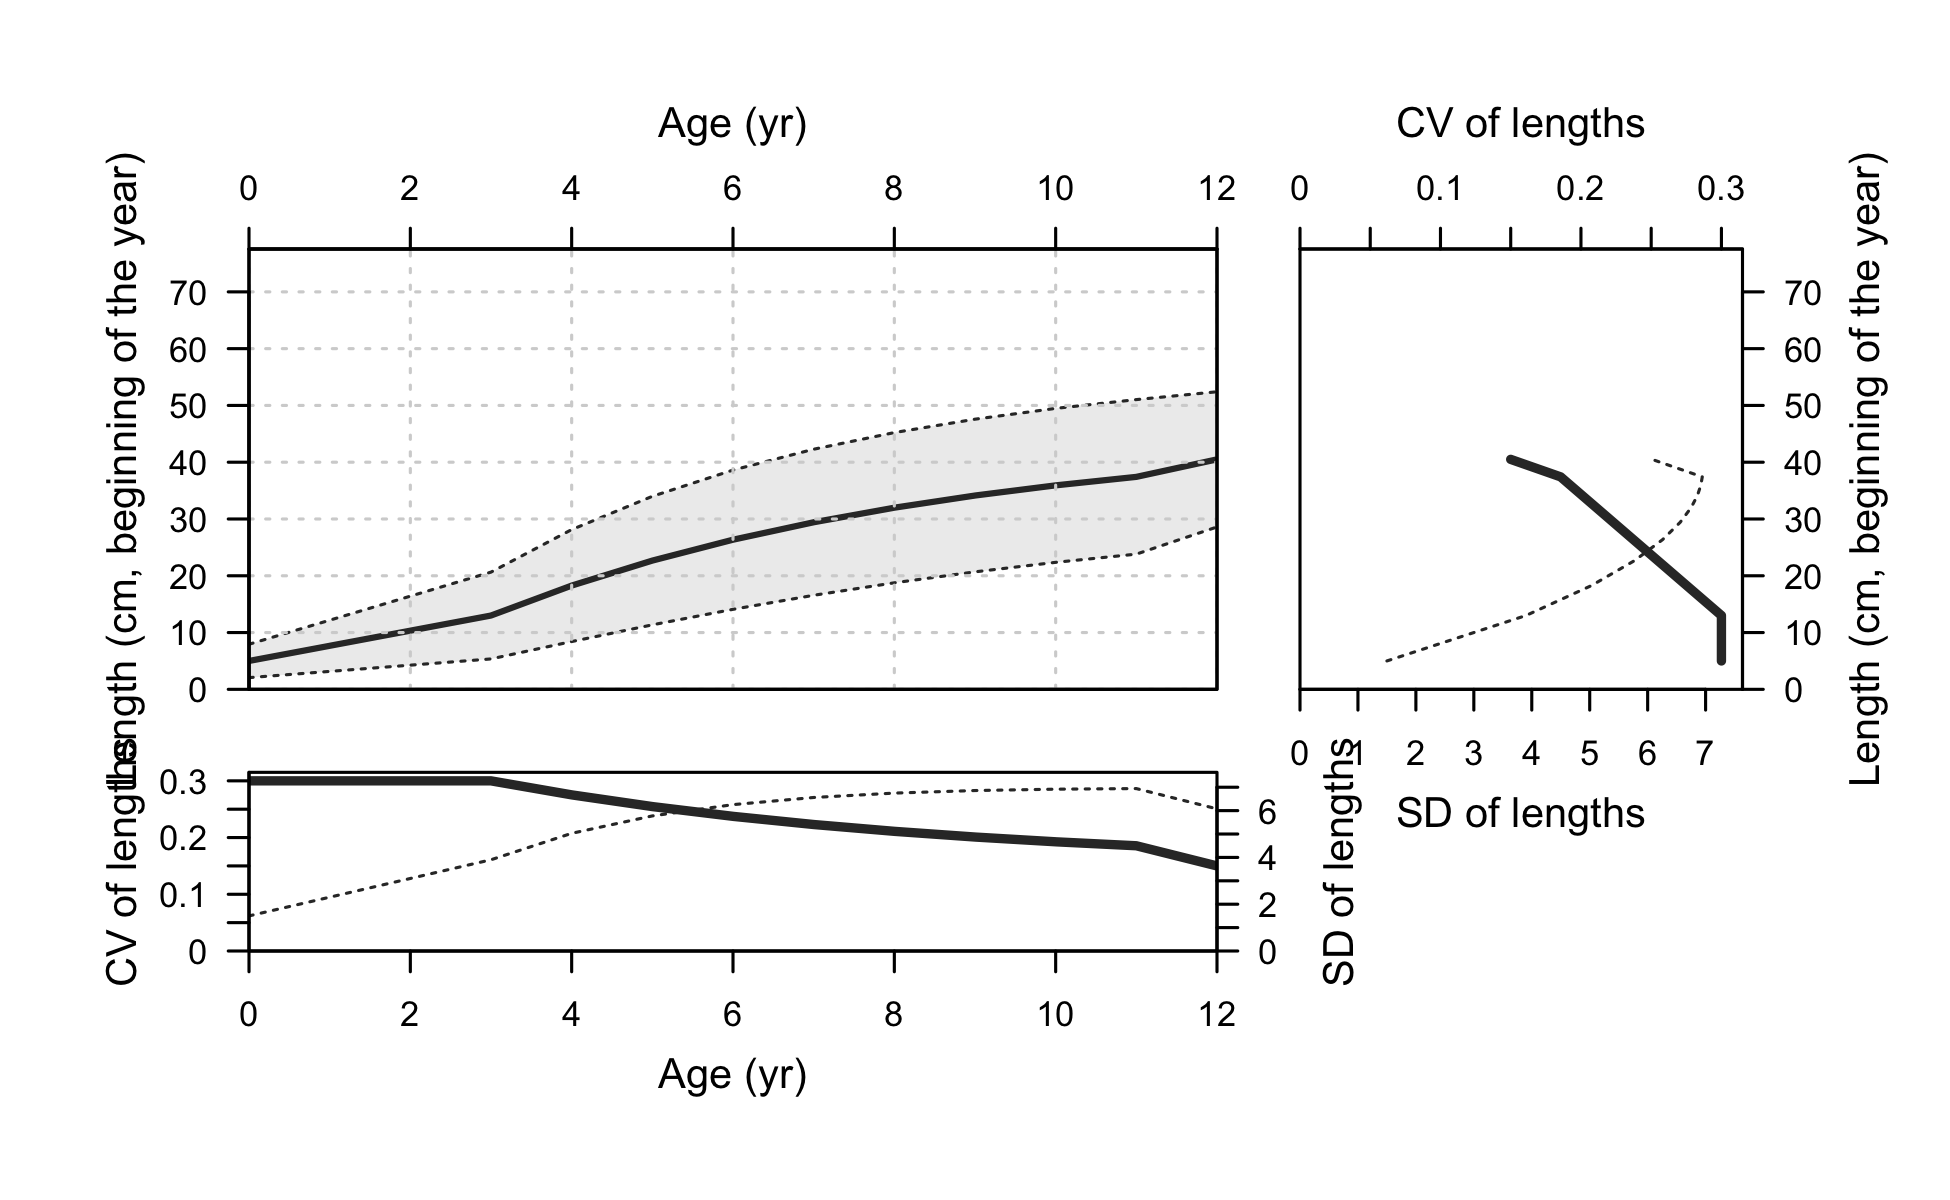 Age (yr)
CV of lengths
0 2 4 6 8 10 12
0 0.1 0.2 0.3
Length (cm, beginning of the year)
70
60
50
40
30
20
10
0
70
60
50
40
30
20
10
0
Length (cm, beginning of the year)
0 1 2 3 4 5 6 7
SD of lengths
CV of lengths
0.3
0.2
0.1
0
6
4
2
0
SD of lengths
0 2 4 6 8 10 12
Age (yr)